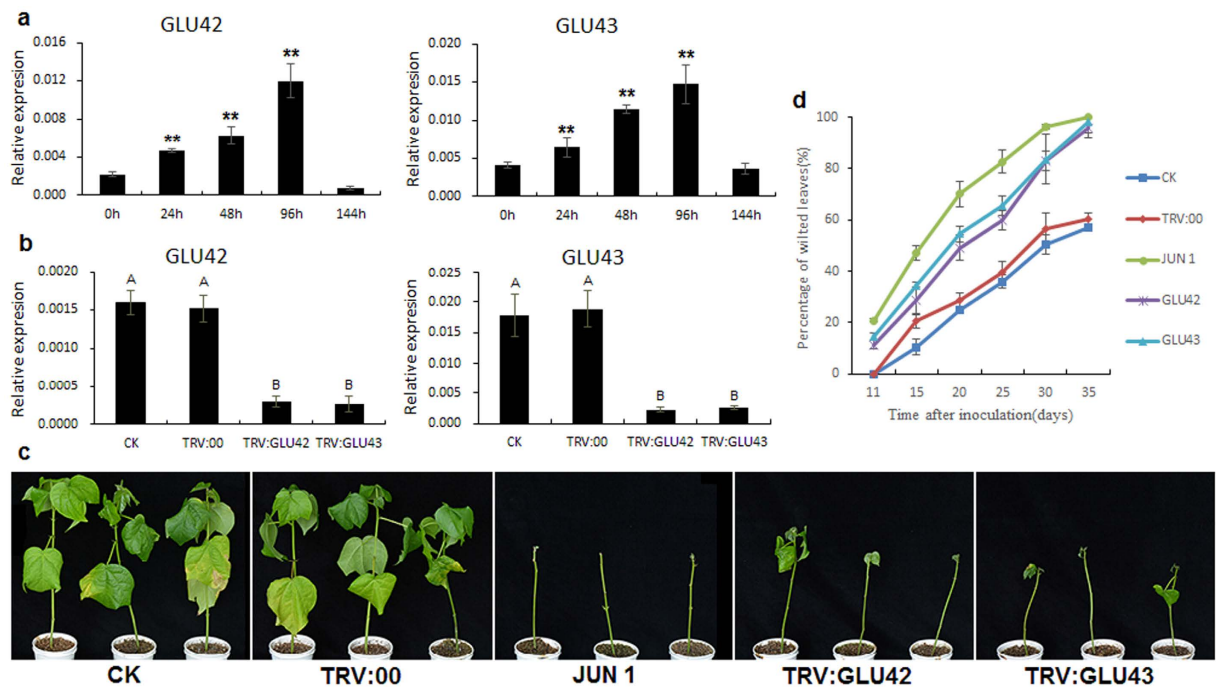 a
GLU42
Relative expresion
0.016
0.012
0.008
0.004
0.000
**
**
**
0h
24h
48h
96h
144h
GLU43
Relative expression
0.020
0.015
0.010
0.005
0.000
**
**
**
0h
24h
48h
96h
144h
b
GLU42
Relative expression
0.0020
0.0015
0.0010
0.0005
0.0000
A
A
B
B
CK
TRV:00
TRV:GLU42
TRV:GLU43
GLU43
Relative expression
0.025
0.020
0.015
0.010
0.005
0.000
A
A
B
B
CK
TRV:00
TRV:GLU42
TRV:GLU43
d
Percentage of wilted leaves(%)
100
80
60
40
20
0
11
15
20
25
30
35
Time after inoculation(days)
CK
TRV:00
JUN 1
GLU42
GLU43
c
CK
TRV:00
JUN 1
TRV:GLU42
TRV:GLU43